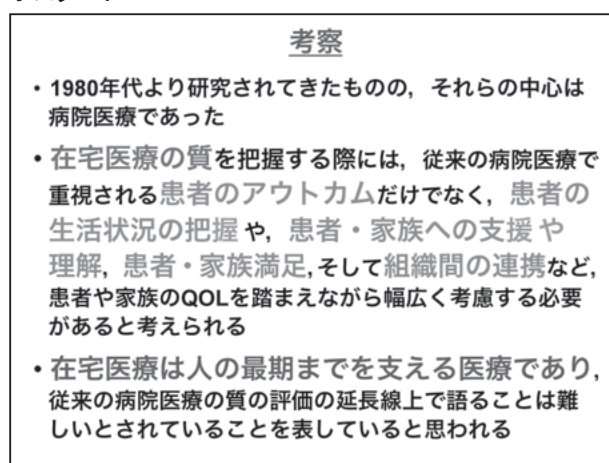 考察
・1980年代より研究されてきたものの，それらの中心は
病院医療であった
・在宅医療の質を把握する際には，従来の病院医療で
重視される患者のアウトカムだけでなく，患者の
生活状況の把握や，患者・家族への支援や
理解，患者・家族満足，そして組織間の連携など，
患者や家族のQOLを踏まえながら幅広く考慮する必要
があると考えられる
・在宅医療は人の最期までを支える医療であり，
従来の病院医療の質の評価の延長線上で語ることは難
しいとされていることを表していると思われる